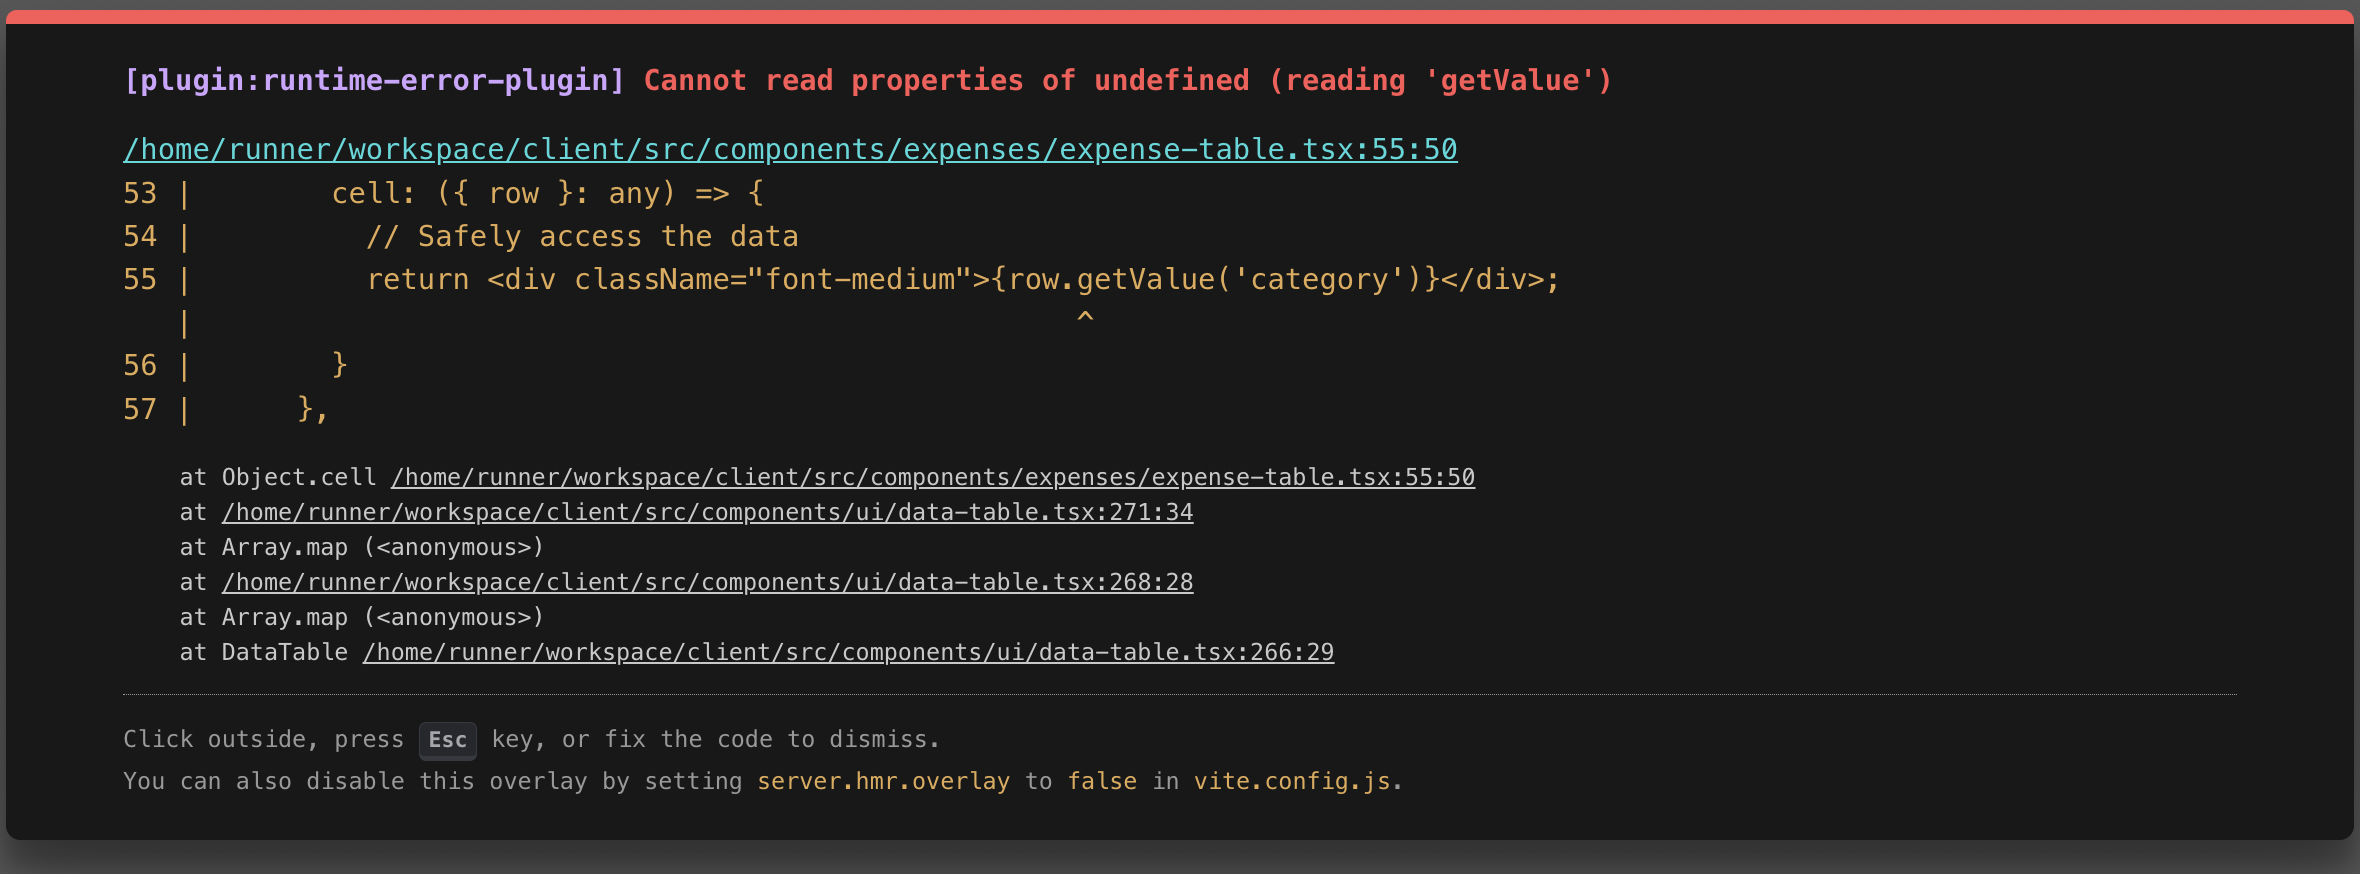 [plugin:runtime-error-plugin] Cannot read properties of undefined (reading 'getValue')
/home/runner/workspace/client/src/components/expenses/expense-table.tsx:55:50
53 |        cell: ({ row }: any) => {
54 |          // Safely access the data
55 |          return <div className="font-medium">{row.getValue('category')}</div>;
   |                                                   ^
56 |        }
57 |      },
at Object.cell /home/runner/workspace/client/src/components/expenses/expense-table.tsx:55:50
at /home/runner/workspace/client/src/components/ui/data-table.tsx:271:34
at Array.map (<anonymous>)
at /home/runner/workspace/client/src/components/ui/data-table.tsx:268:28
at Array.map (<anonymous>)
at DataTable /home/runner/workspace/client/src/components/ui/data-table.tsx:266:29
Click outside, press Esc key, or fix the code to dismiss.
You can also disable this overlay by setting server.hmr.overlay to false in vite.config.js.